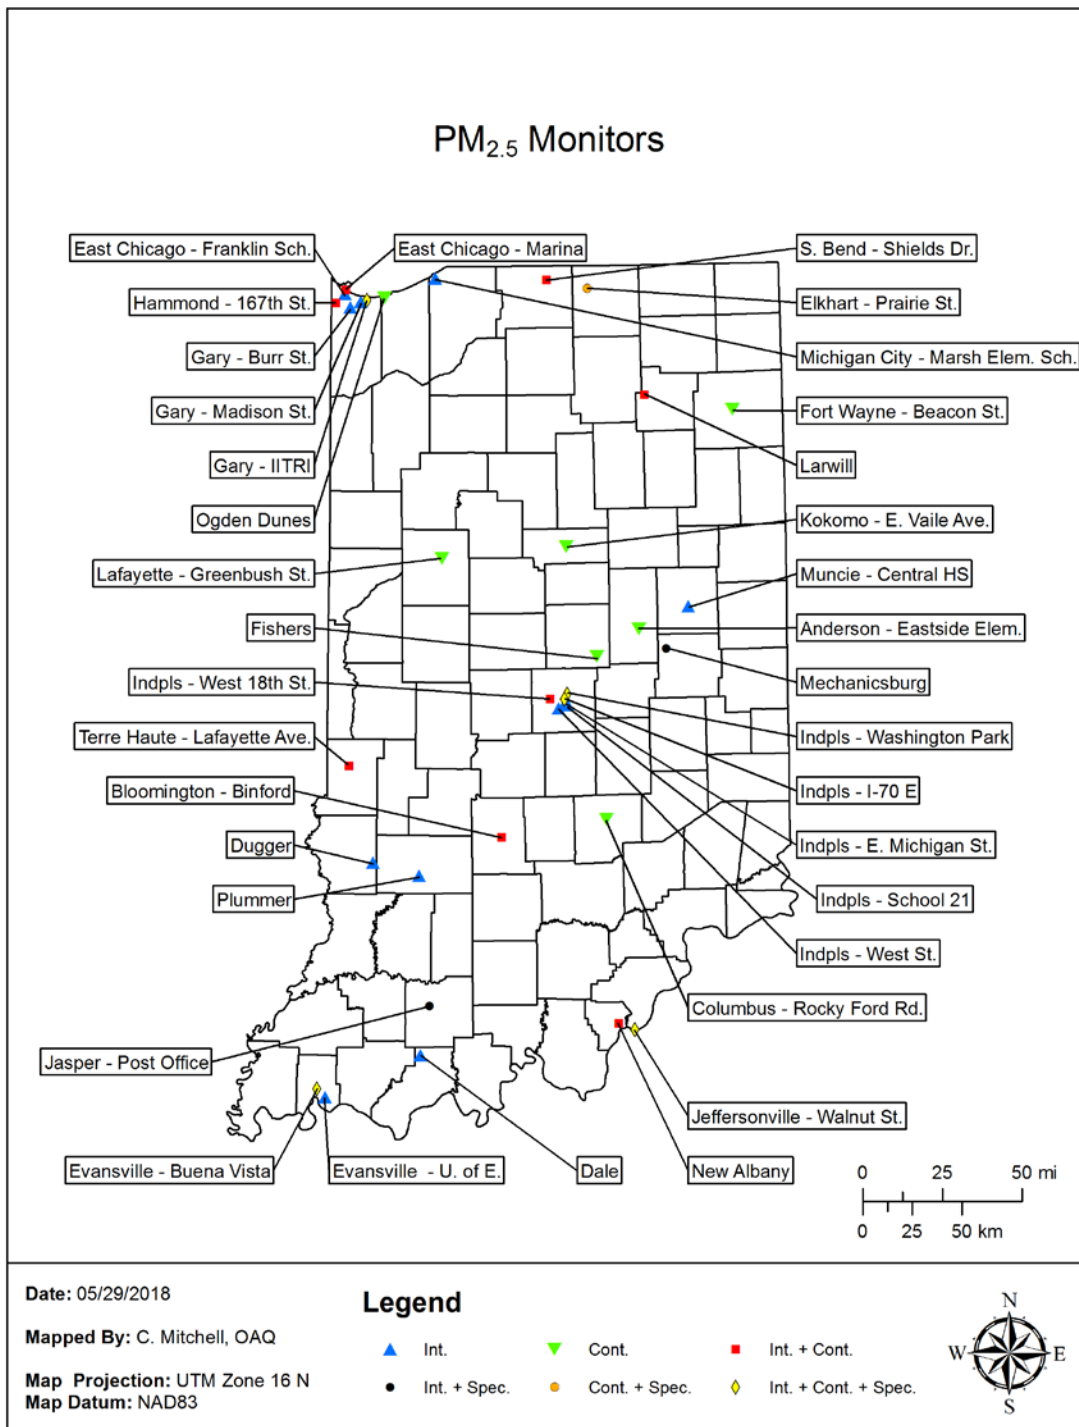 PM2.5 Monitors
East Chicago - Franklin Sch.
East Chicago - Marina
S. Bend - Shields Dr.
Hammond - 167th St.
Elkhart - Prairie St.
Gary - Burr St.
Michigan City - Marsh Elem. Sch.
Gary - Madison St.
Fort Wayne - Beacon St.
Gary - IITRI
Larwill
Ogden Dunes
Kokomo - E. Vaile Ave.
Lafayette - Greenbush St.
Muncie - Central HS
Fishers
Anderson - Eastside Elem.
Indpls - West 18th St.
Mechanicsburg
Terre Haute - Lafayette Ave.
Indpls - Washington Park
Bloomington - Binford
Indpls - I-70 E
Dugger
Indpls - E. Michigan St.
Plummer
Indpls - School 21
Indpls - West St.
Columbus - Rocky Ford Rd.
Jasper - Post Office
Jeffersonville - Walnut St.
Evansville - Buena Vista
Evansville - U. of E.
Dale
New Albany
0 25 50 mi
0 25 50 km
Date: 05/29/2018
Mapped By: C. Mitchell, OAQ
Map Projection: UTM Zone 16 N
Map Datum: NAD83
Legend
Int.
Cont.
Int. + Cont.
Int. + Spec.
Cont. + Spec.
Int. + Cont. + Spec.
N
W
E
S